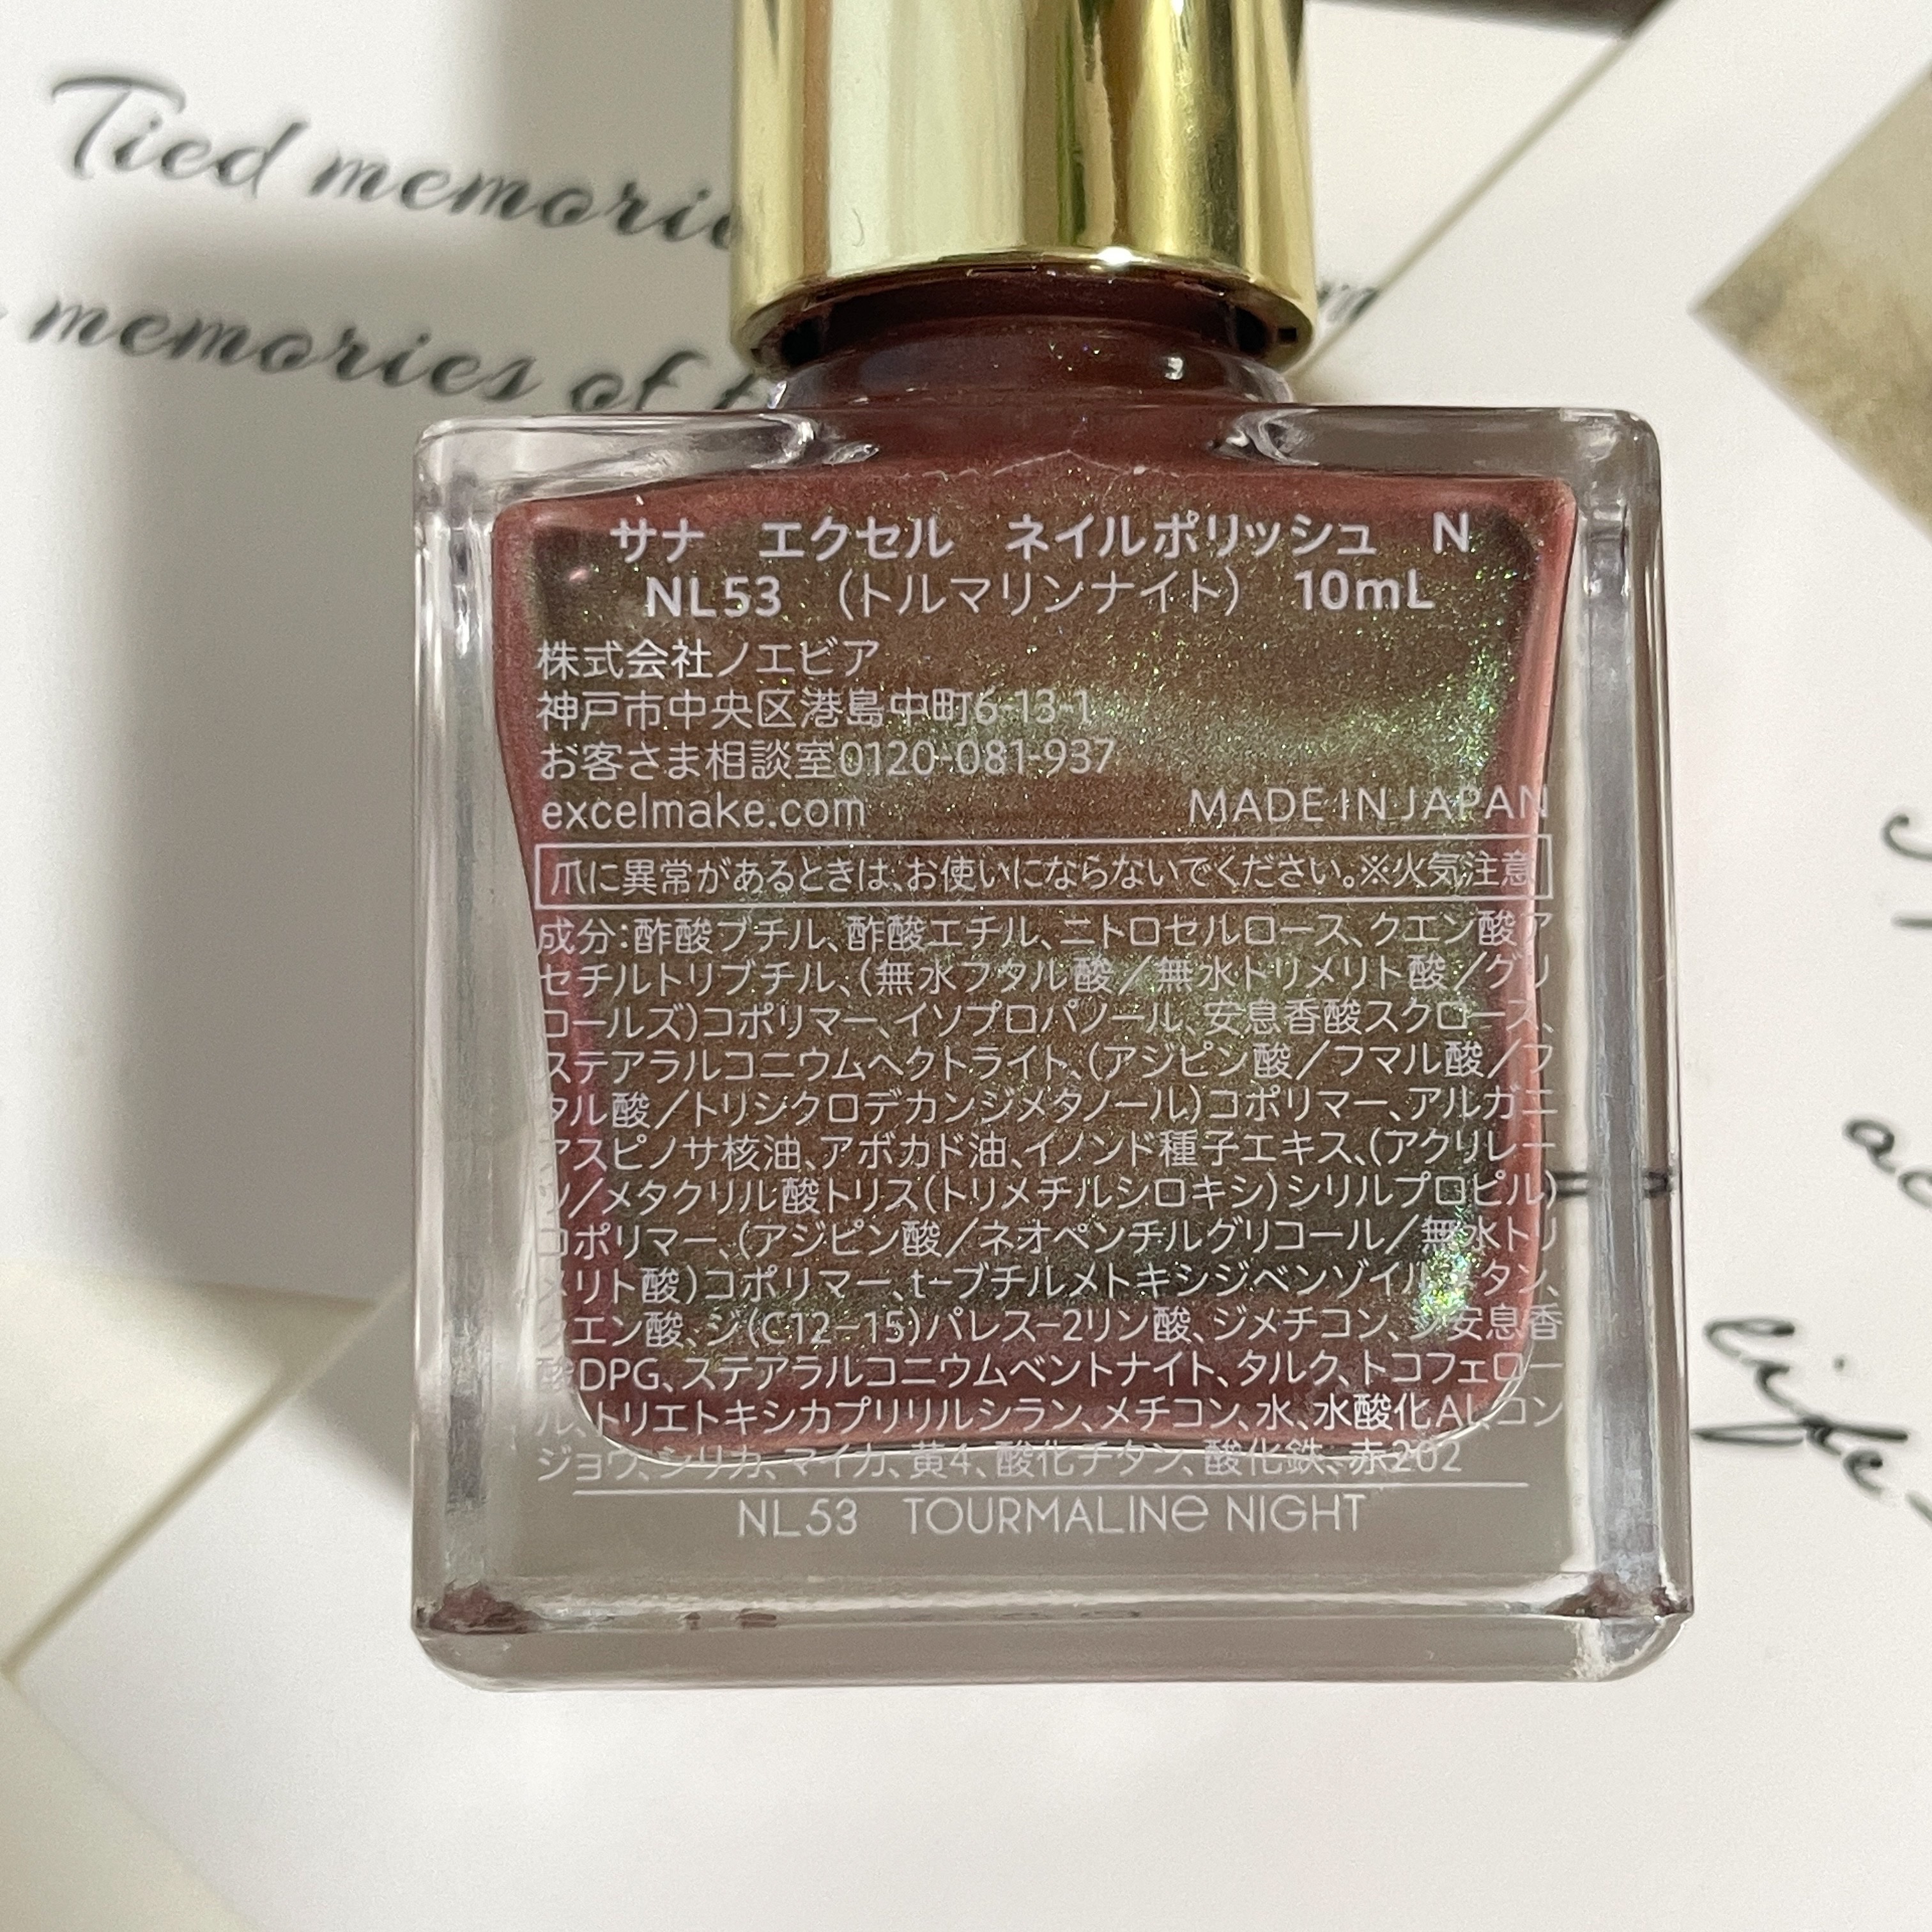 Tied
memories of
サナ エクセル ネイルポリッシュ N
NL53 (トルマリンナイト) 10mL
株式会社ノエビア
神戸市中央区港島中町6-13-1
お客さま相談室0120-081-937
excelmake.com MADE IN JAPAN
爪に異常があるときは、お使いにならないでください。※火気注意
成分:酢酸ブチル、酢酸エチル、ニトロセルロース、クエン酸ア
セチルトリブチル、(無水フタル酸/無水トリメリト酸/グリ
コールズ)コポリマー、イソプロパノール、安息香酸スクロース、
ステアラルコニウムヘクトライト、(アジピン酸/フマル酸/フ
タル酸/トリシクロデカンジメタノール)コポリマー、アルガニ
アスピノサ核油、アボカド油、イノンド種子エキス、(アクリレー
ツ/メタクリル酸トリス(トリメチルシロキシ)シリルプロピル)
コポリマー、(アジピン酸/ネオペンチルグリコール/無水トリ
メリト酸)コポリマー、t-ブチルメトキシジベンゾイルメタン、
クエン酸、ジ(C12-15)パレス-2リン酸、ジメチコン、ジ安息香
酸DPG、ステアラルコニウムベントナイト、タルク、トコフェロー
ル、トリエトキシカプリリルシラン、メチコン、水、水酸化Al、コン
ジョウ、シリカ、マイカ、黄4、酸化チタン、酸化鉄、赤202
NL53 TOURMALINe NIGHT
life